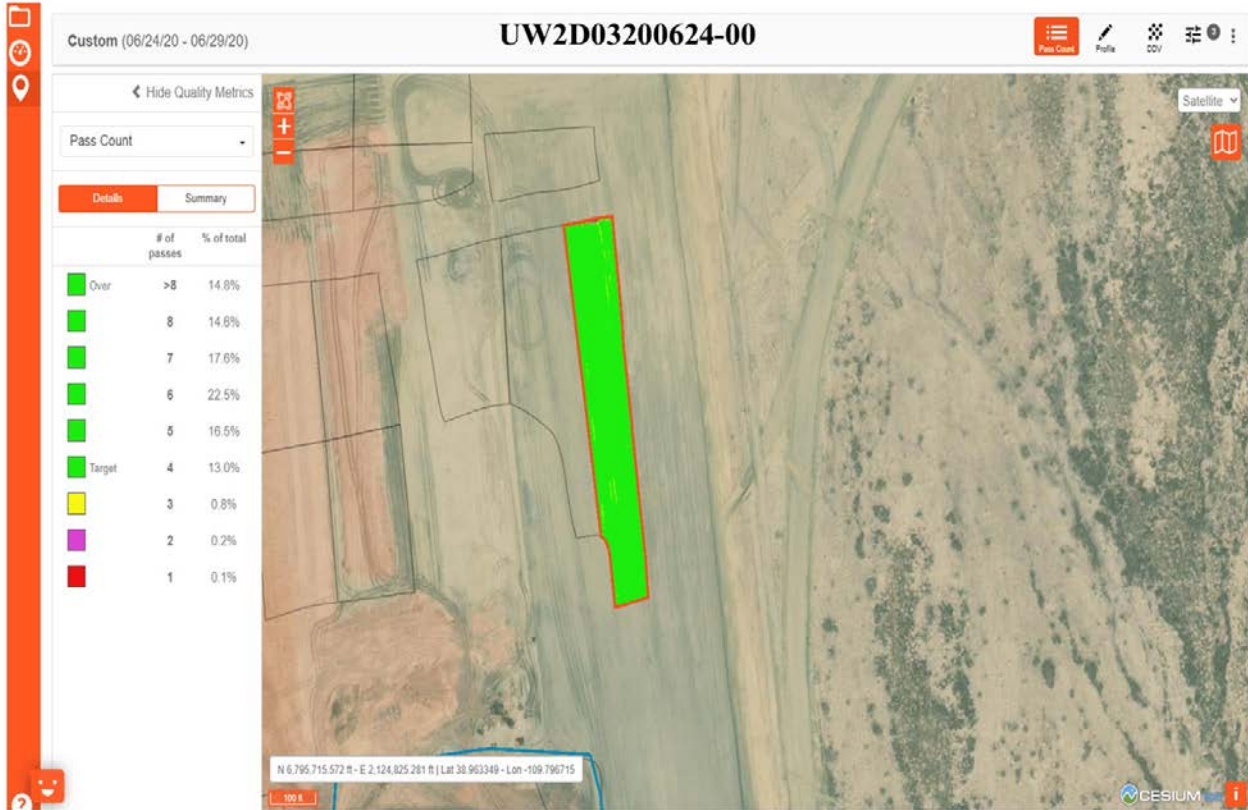 UW2D03200624-00
Custom (06/24/20 - 06/29/20)
Pass Count
Profile
3
Hide Quality Metrics
Satellite
Pass Count
Details
Summary
# of passes
% of total
Over >8 14.8%
8 14.6%
7 17.6%
6 22.5%
5 16.5%
Target 4 13.0%
3 0.8%
2 0.2%
1 0.1%
N 6,795,715.572 ft - E 2,124,825.281 ft | Lat 38.963349 - Lon -109.796715
100 ft
CESIUM